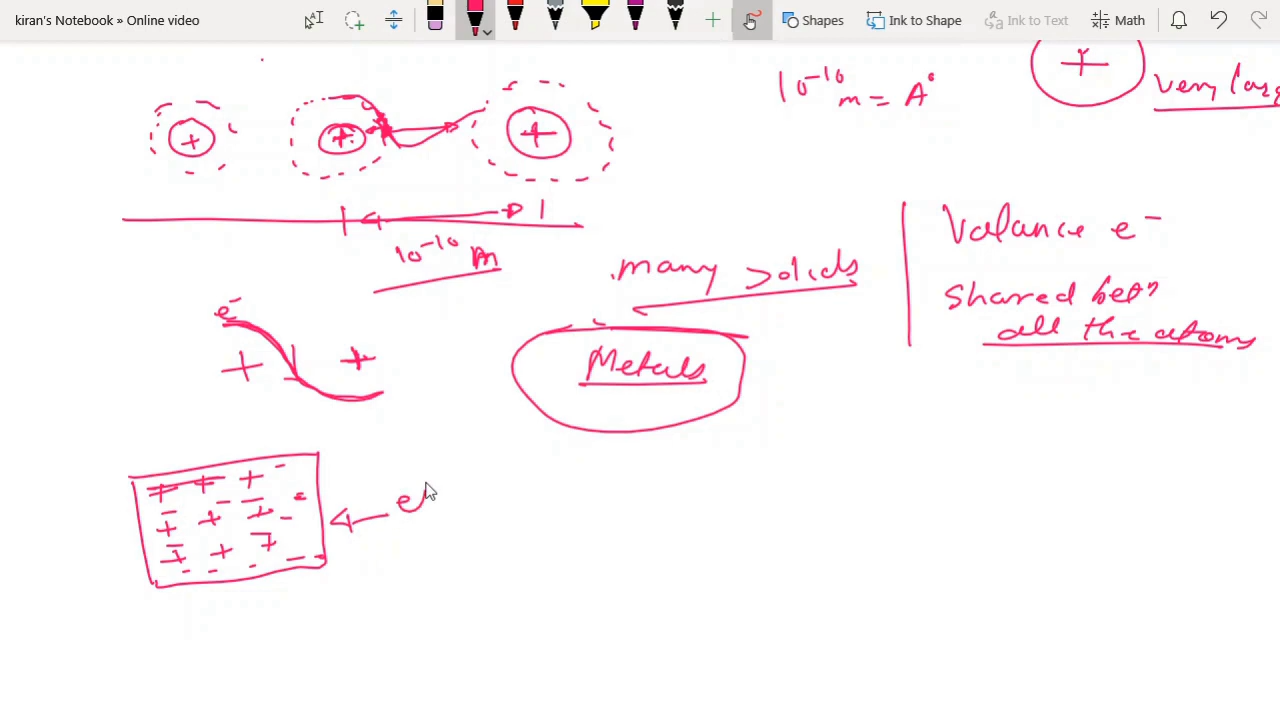 kiran's Notebook » Online video
Shapes
Ink to Shape
Ink to Text
Math
10⁻¹⁰ m = A°
+
very larg
+ + +
10⁻¹⁰ m
many solids
Valance e⁻
shared betⁿ
all the atoms
e⁻
+ +
Metals
+ + + -
- - -
+ + + -
- -
+ + +
- - - - -
e